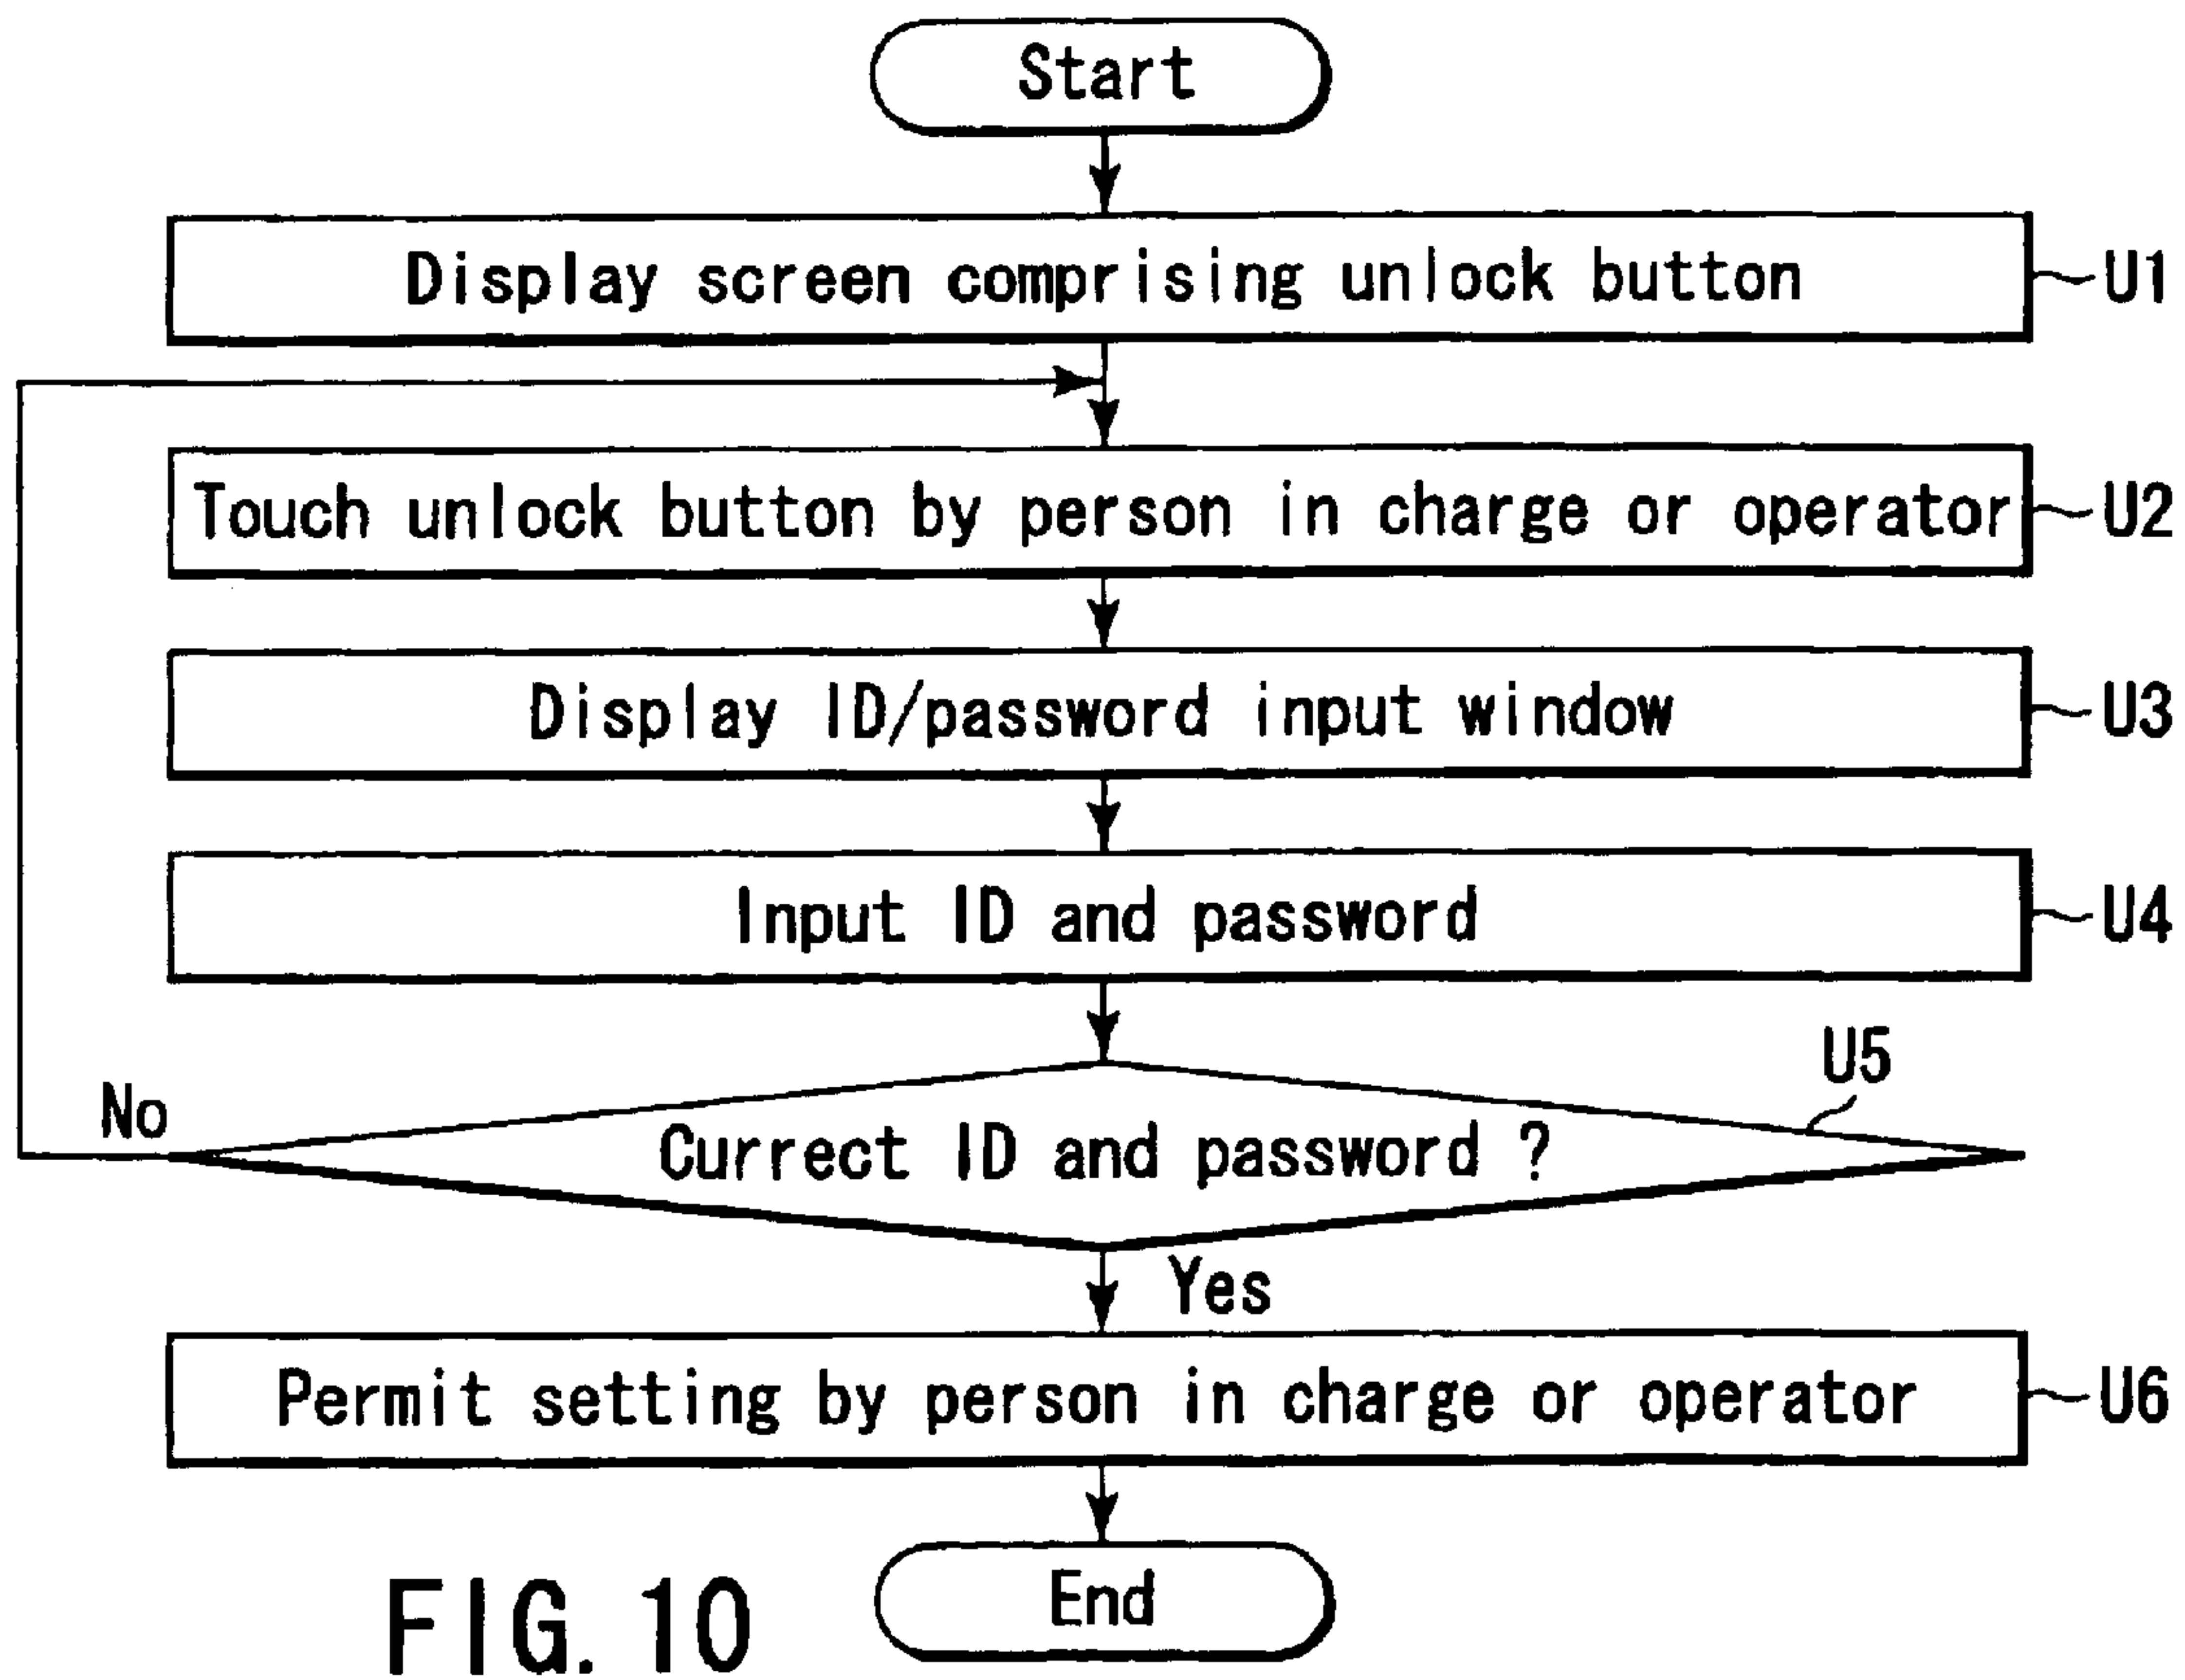 Start
Display screen comprising unlock button
U1
Touch unlock button by person in charge or operator
U2
Display ID/password input window
U3
Input ID and password
U4
U5
No
Currect ID and password ?
Yes
Permit setting by person in charge or operator
U6
End
FIG. 10